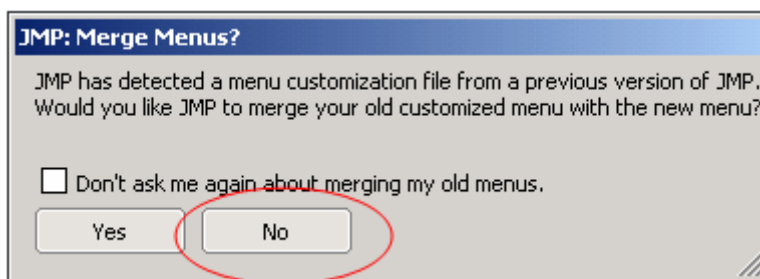 JMP: Merge Menus?
JMP has detected a menu customization file from a previous version of JMP.
Would you like JMP to merge your old customized menu with the new menu?
Don't ask me again about merging my old menus.
Yes No